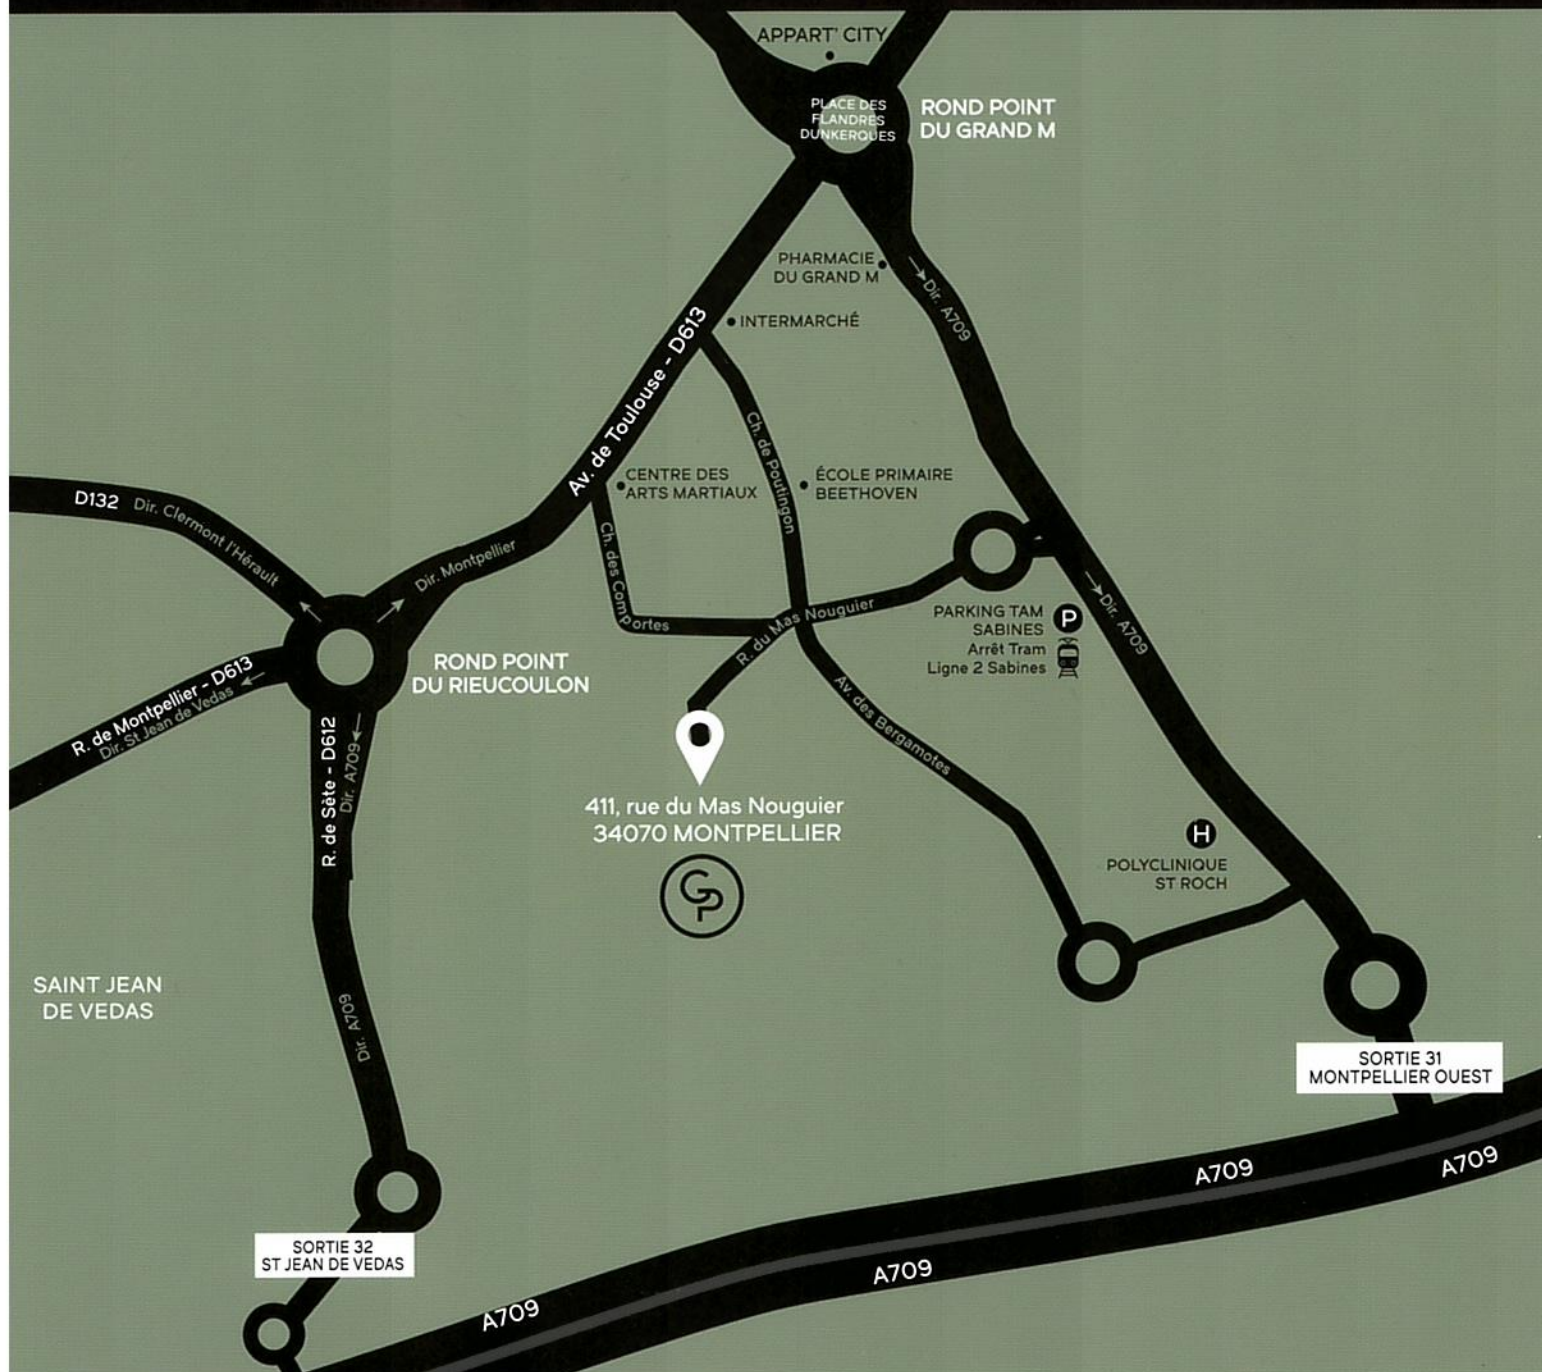 APPART' CITY
PLACE DES
FLANDRES
DUNKERQUES
ROND POINT
DU GRAND M
PHARMACIE
DU GRAND M
Dir. A709
INTERMARCHÉ
Av. de Toulouse - D613
Ch. de Poutingon
CENTRE DES
ARTS MARTIAUX
ÉCOLE PRIMAIRE
BEETHOVEN
D132 Dir. Clermont l'Hérault
Dir. Montpellier
Ch. des Comportes
R. du Mas Nouguier
PARKING TAM
SABINES
P
Arrêt Tram
Ligne 2 Sabines
Dir. A709
ROND POINT
DU RIEUCOULON
R. de Montpellier - D613
Dir. St Jean de Vedas
R. de Sète - D612
Dir. A709
Av. des Bergamotes
411, rue du Mas Nouguier
34070 MONTPELLIER
GP
H
POLYCLINIQUE
ST ROCH
SAINT JEAN
DE VEDAS
Dir. A709
SORTIE 31
MONTPELLIER OUEST
A709
A709
SORTIE 32
ST JEAN DE VEDAS
A709
A709